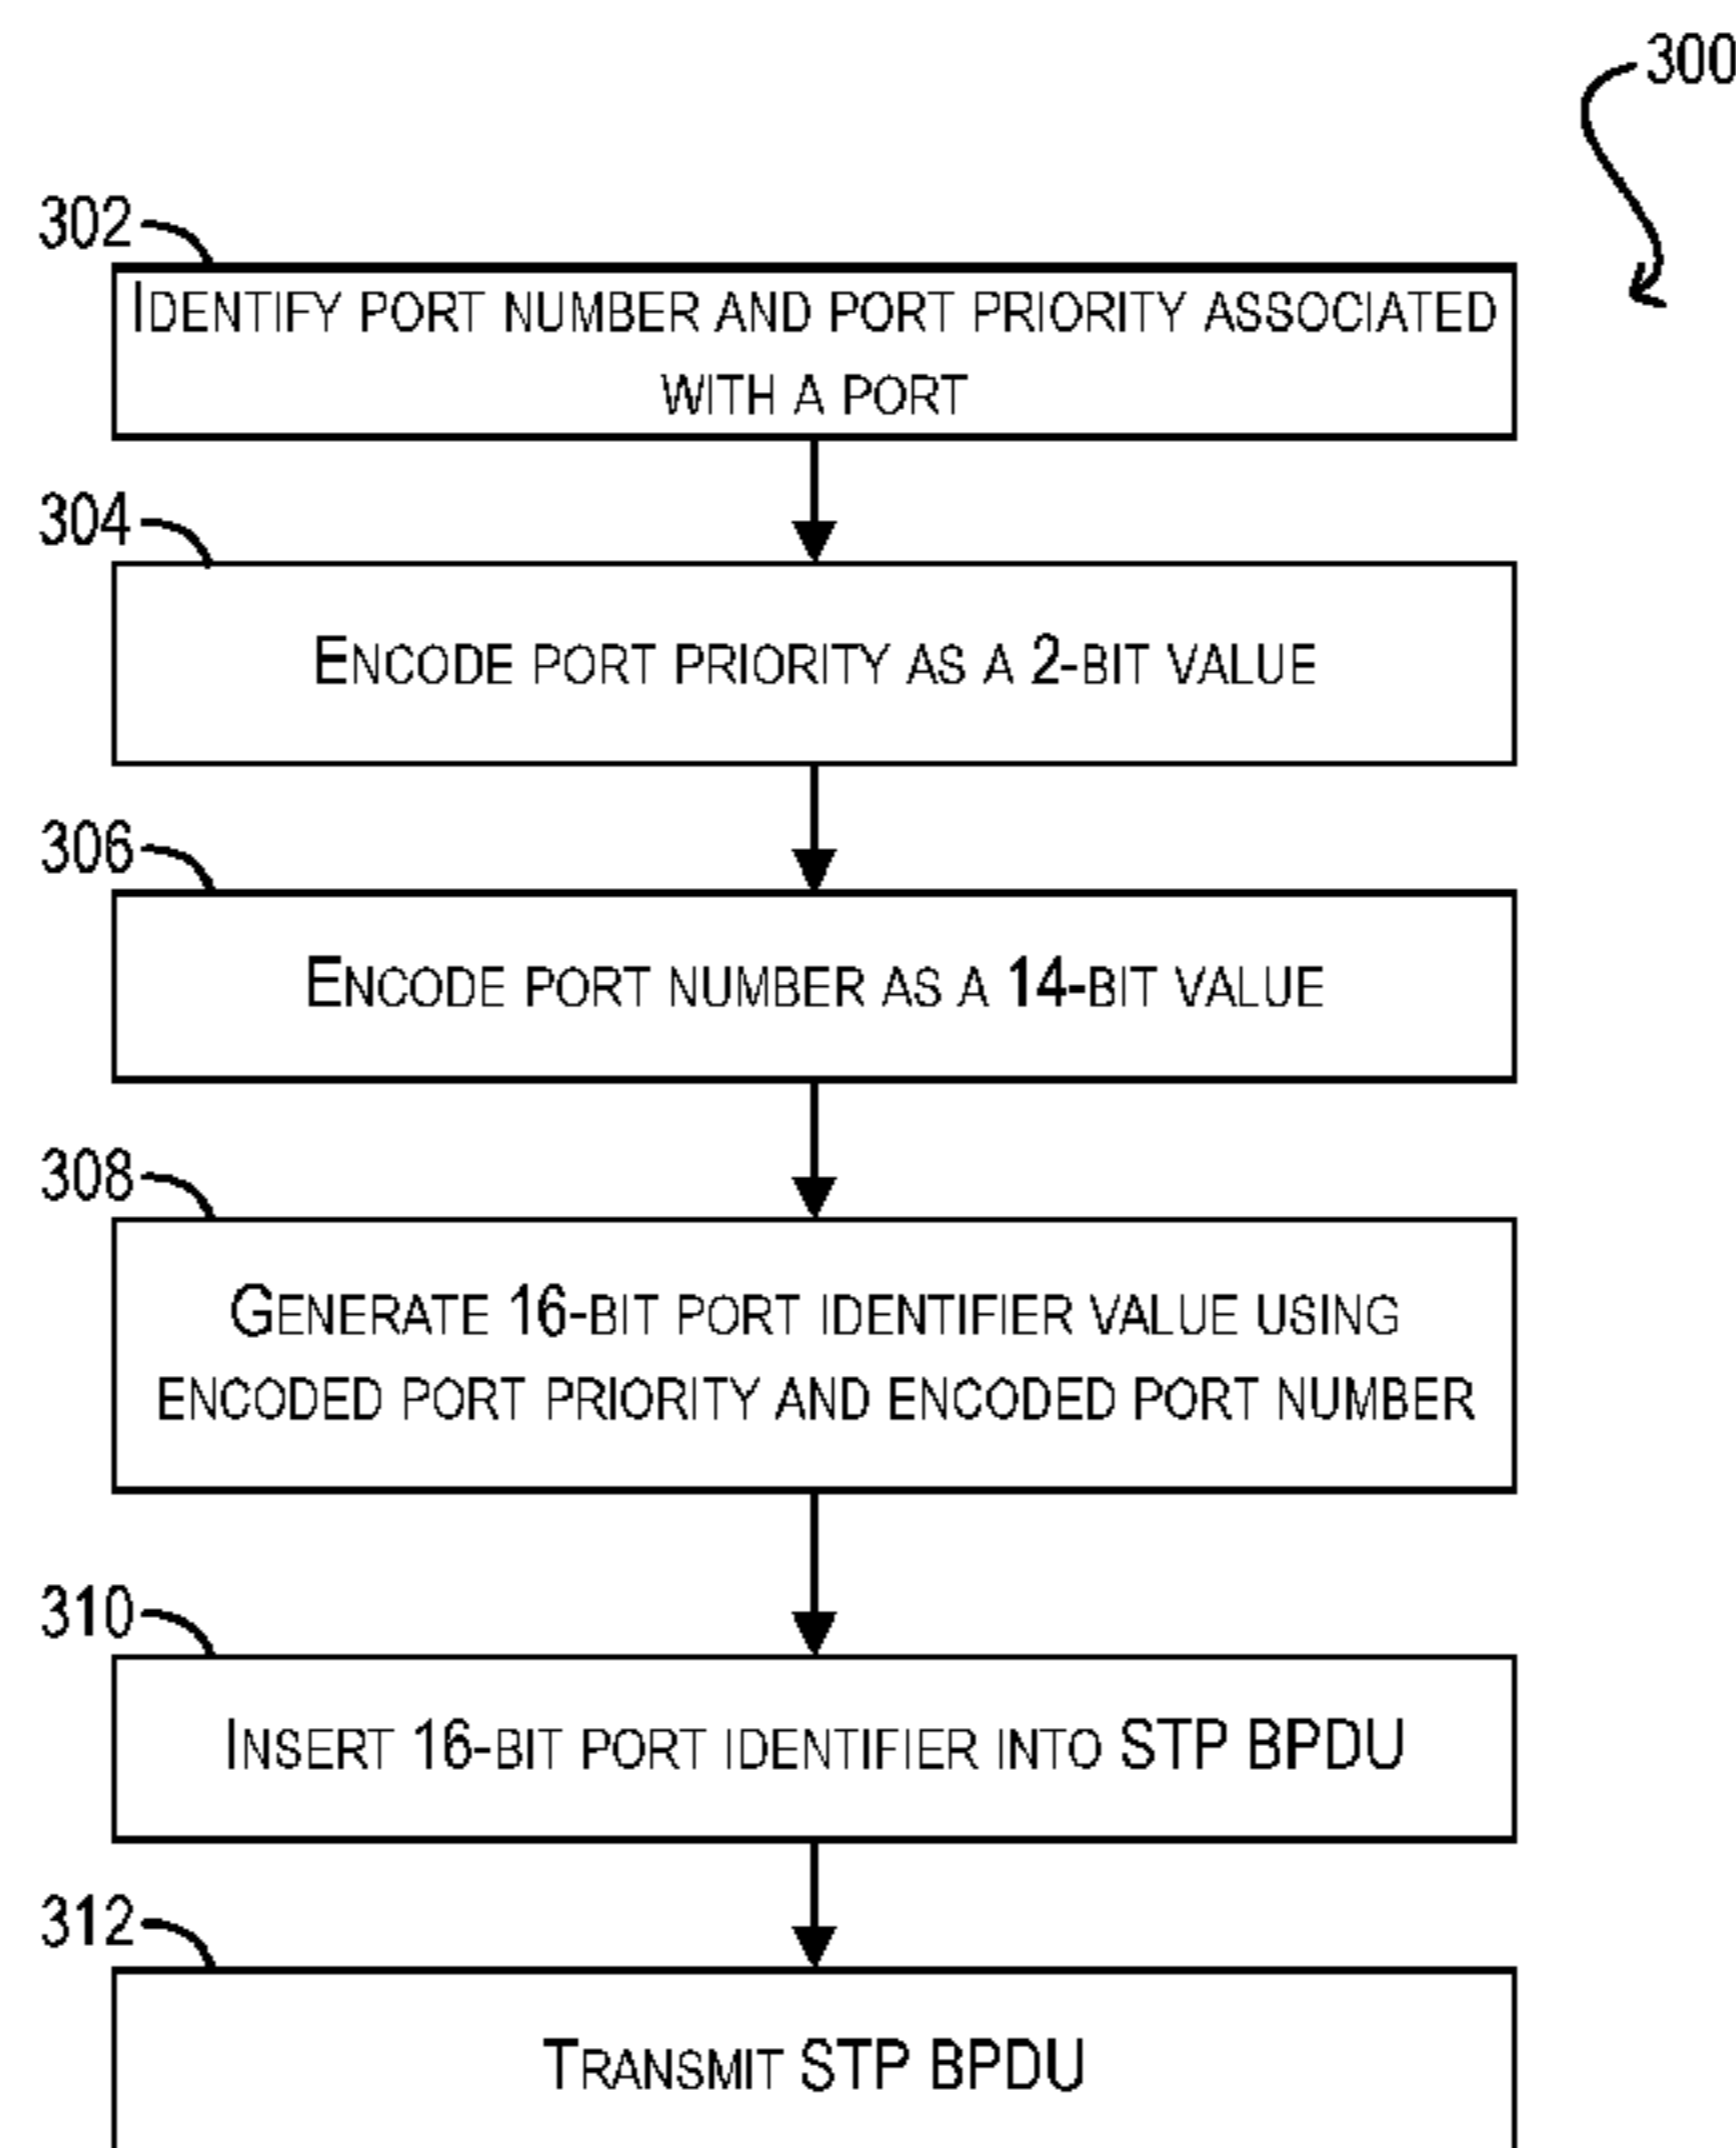 300
302
IDENTIFY PORT NUMBER AND PORT PRIORITY ASSOCIATED
WITH A PORT
304
ENCODE PORT PRIORITY AS A 2-BIT VALUE
306
ENCODE PORT NUMBER AS A 14-BIT VALUE
308
GENERATE 16-BIT PORT IDENTIFIER VALUE USING
ENCODED PORT PRIORITY AND ENCODED PORT NUMBER
310
INSERT 16-BIT PORT IDENTIFIER INTO STP BPDU
312
TRANSMIT STP BPDU